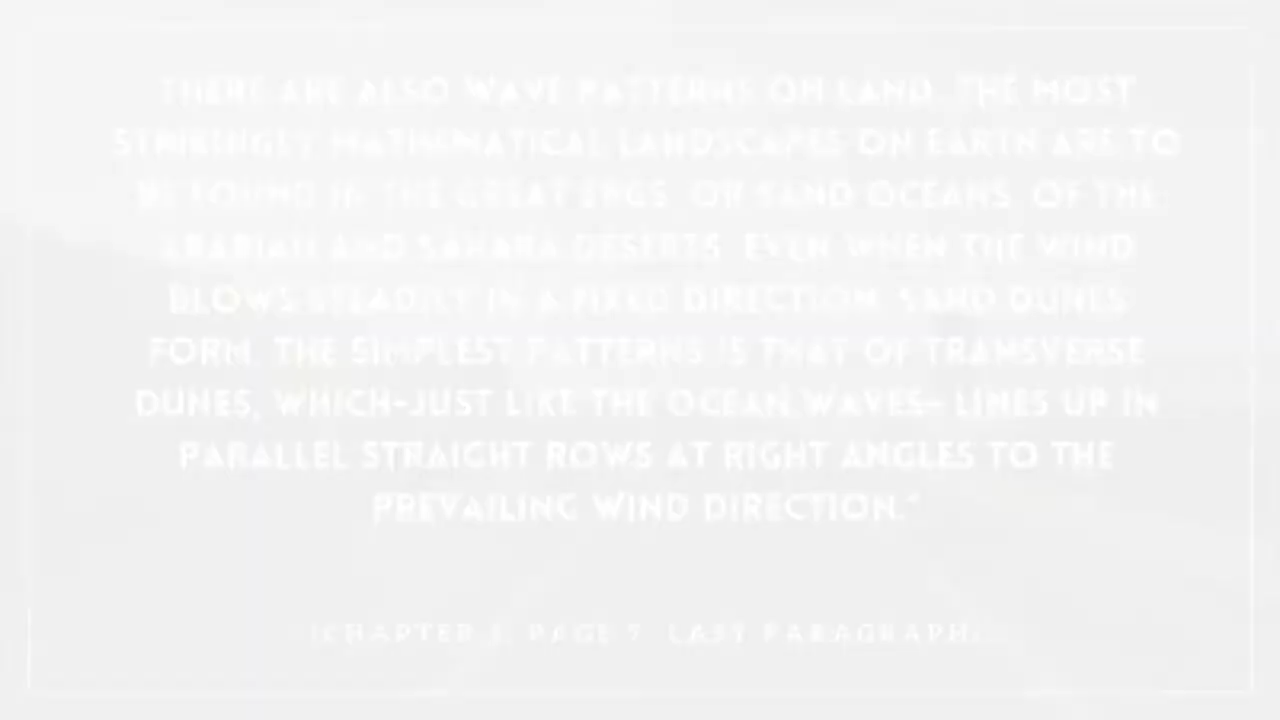 THERE ARE ALSO WAVE PATTERNS ON LAND. THE MOST
STRIKINGLY MATHEMATICAL LANDSCAPES ON EARTH ARE TO
BE FOUND IN THE GREAT ERGS, OR SAND OCEANS, OF THE
ARABIAN AND SAHARA DESERTS. EVEN WHEN THE WIND
BLOWS STEADILY IN A FIXED DIRECTION, SAND DUNES
FORM. THE SIMPLEST PATTERNS IS THAT OF TRANSVERSE
DUNES, WHICH-JUST LIKE THE OCEAN WAVES- LINES UP IN
PARALLEL STRAIGHT ROWS AT RIGHT ANGLES TO THE
PREVAILING WIND DIRECTION."
(CHAPTER PAGE LAST PARAGRAPH)